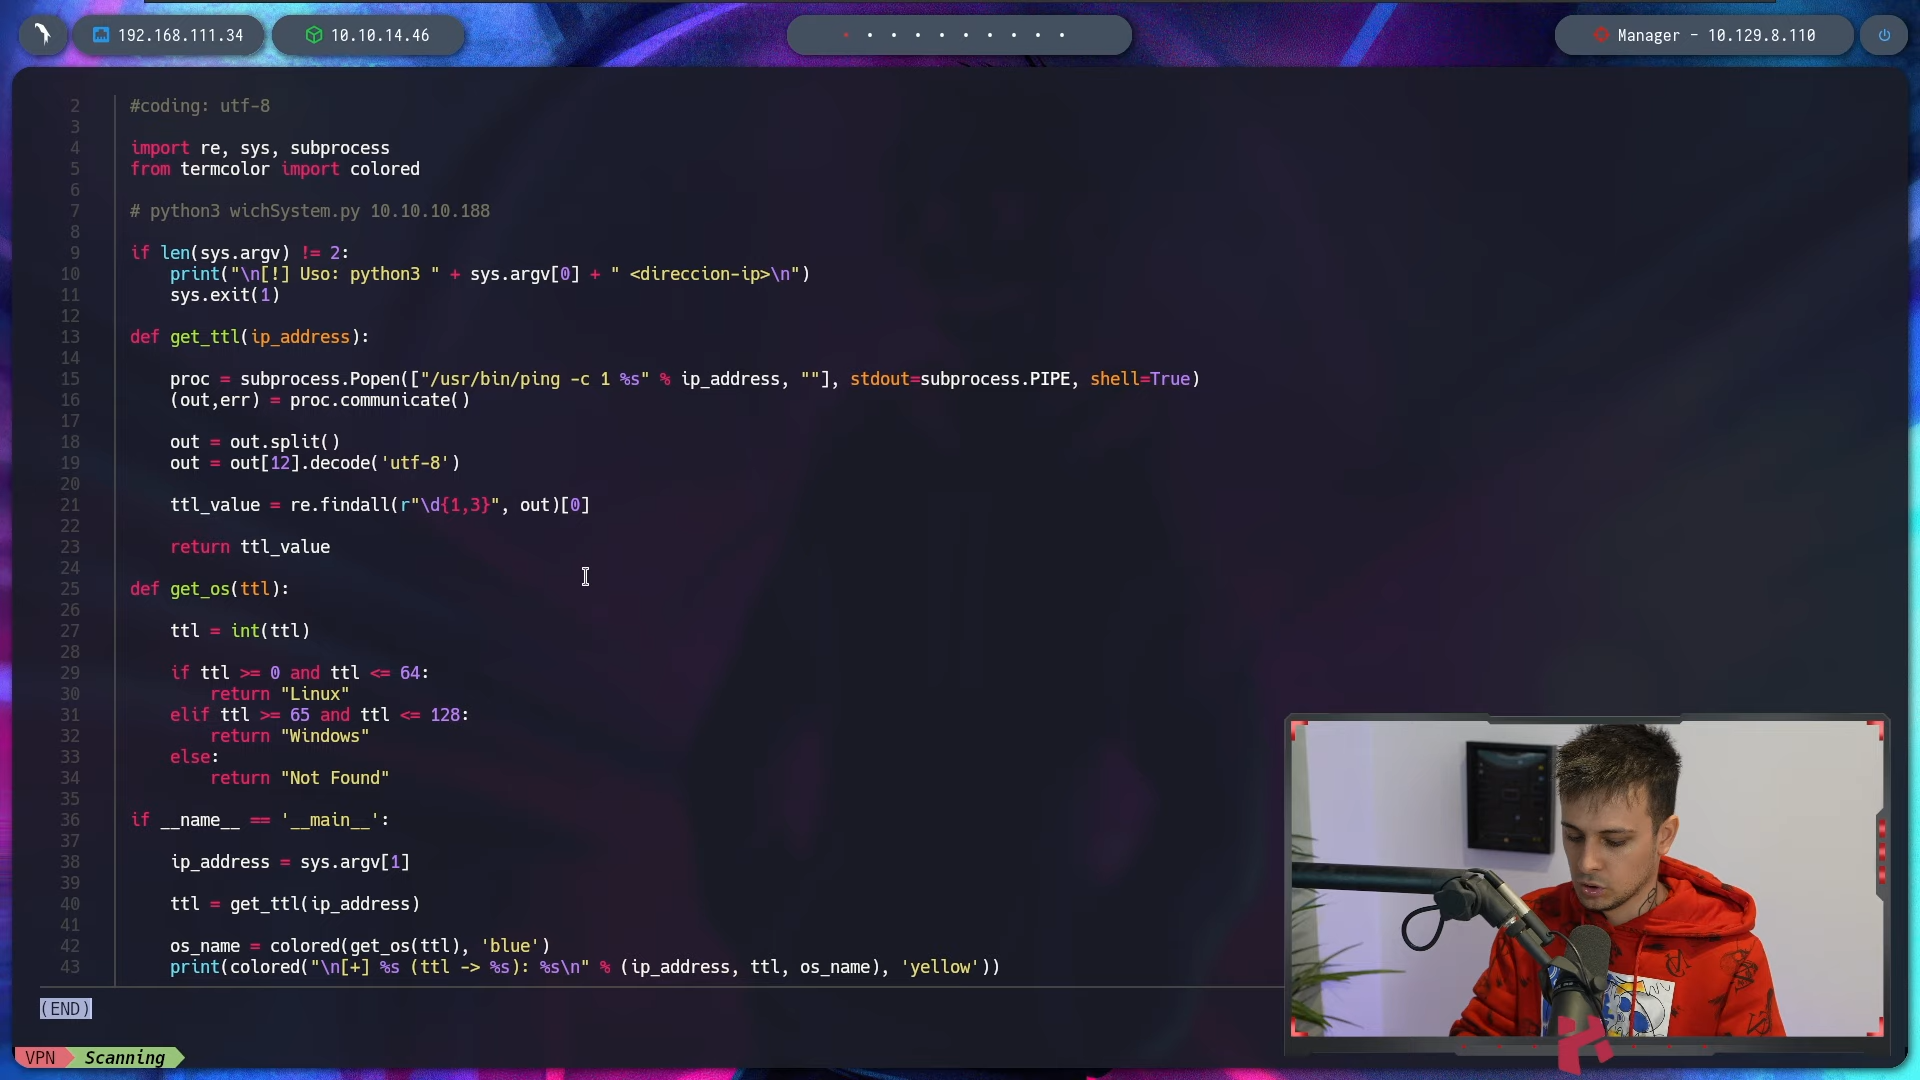 192.168.111.34
10.10.14.46
Manager - 10.129.8.110
2 #coding: utf-8
3
4 import re, sys, subprocess
5 from termcolor import colored
6
7 # python3 wichSystem.py 10.10.10.188
8
9 if len(sys.argv) != 2:
10     print("\n[!] Uso: python3 " + sys.argv[0] + " <direccion-ip>\n")
11     sys.exit(1)
12
13 def get_ttl(ip_address):
14
15     proc = subprocess.Popen(["/usr/bin/ping -c 1 %s" % ip_address, ""], stdout=subprocess.PIPE, shell=True)
16     (out,err) = proc.communicate()
17
18     out = out.split()
19     out = out[12].decode('utf-8')
20
21     ttl_value = re.findall(r"\d{1,3}", out)[0]
22
23     return ttl_value
24
25 def get_os(ttl):
26
27     ttl = int(ttl)
28
29     if ttl >= 0 and ttl <= 64:
30         return "Linux"
31     elif ttl >= 65 and ttl <= 128:
32         return "Windows"
33     else:
34         return "Not Found"
35
36 if __name__ == '__main__':
37
38     ip_address = sys.argv[1]
39
40     ttl = get_ttl(ip_address)
41
42     os_name = colored(get_os(ttl), 'blue')
43     print(colored("\n[+] %s (ttl -> %s): %s\n" % (ip_address, ttl, os_name), 'yellow'))
(END)
VPN Scanning